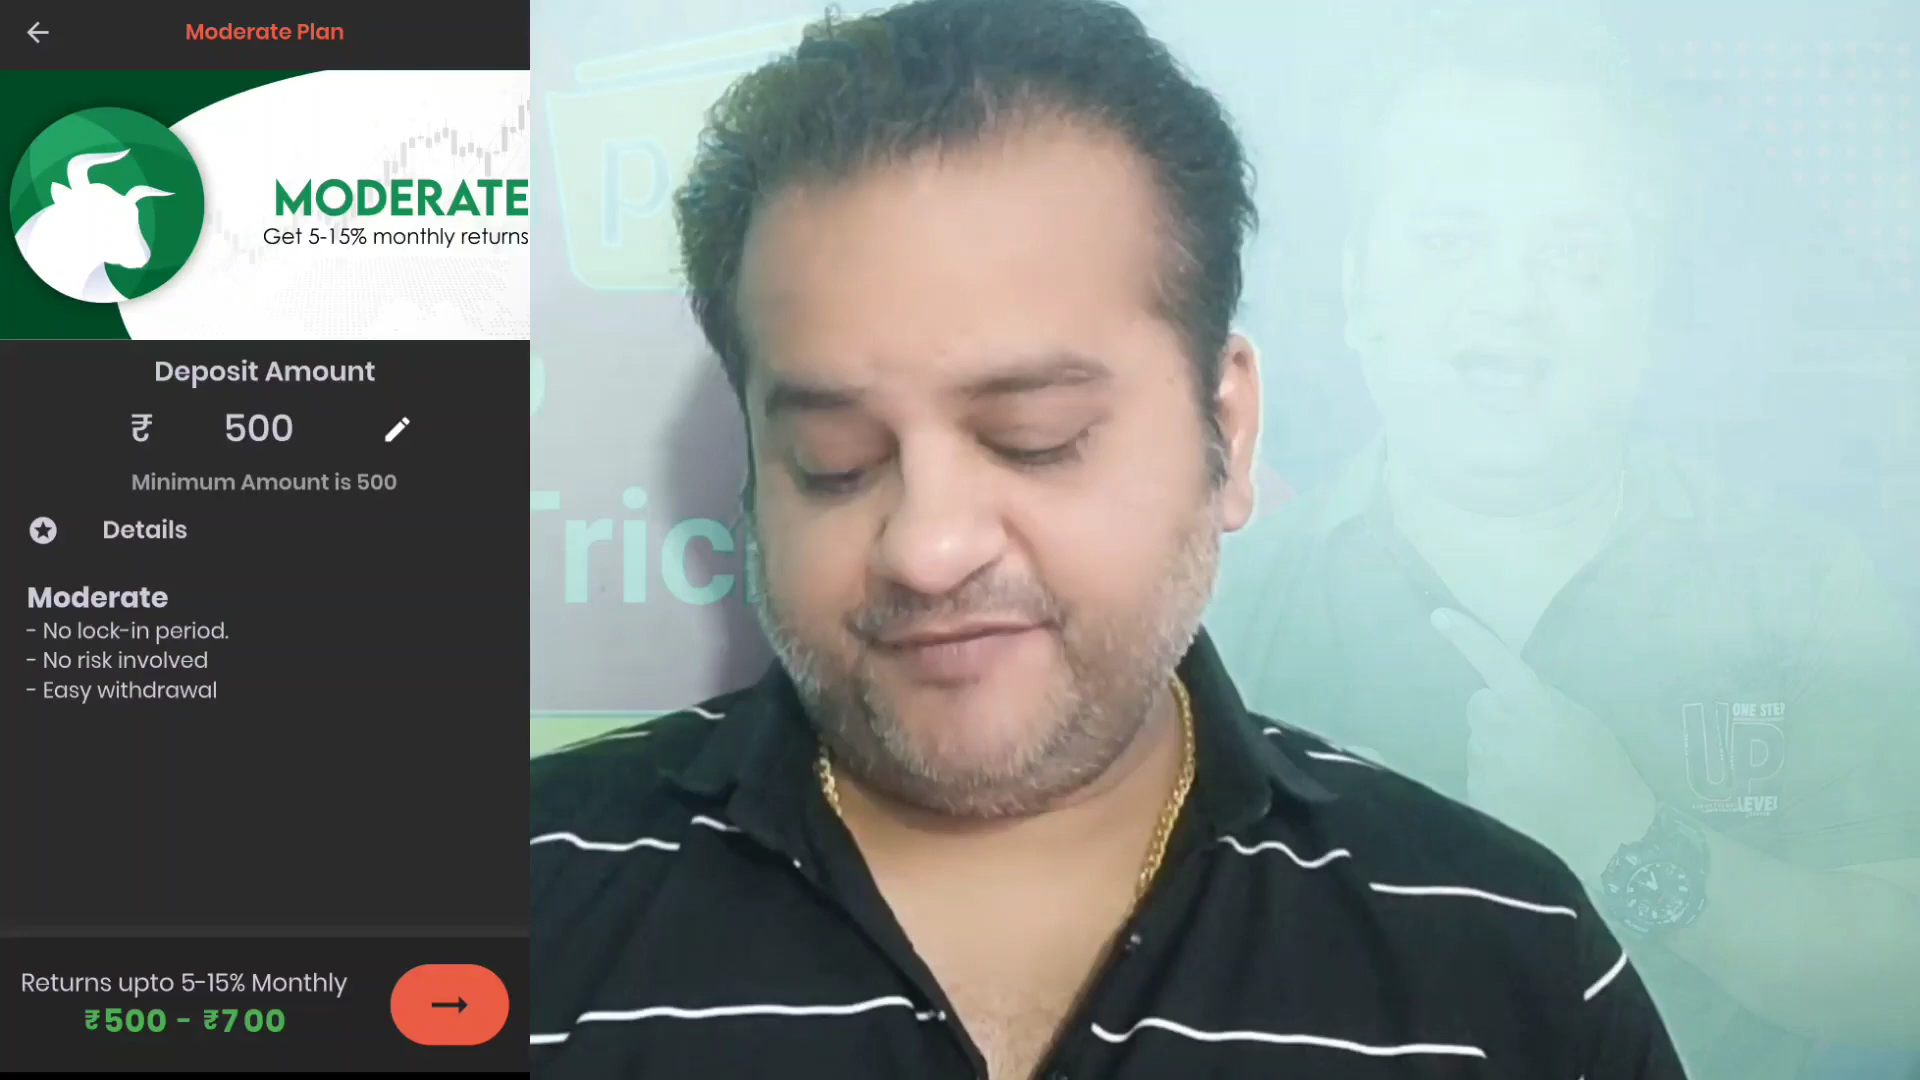 Moderate Plan
MODERATE
Get 5-15% monthly returns
Deposit Amount
₹ 500
Minimum Amount is 500
Details
Moderate
- No lock-in period.
- No risk involved
- Easy withdrawal
Returns upto 5-15% Monthly
₹500 - ₹700
ONE STEP
UP
LEVEL